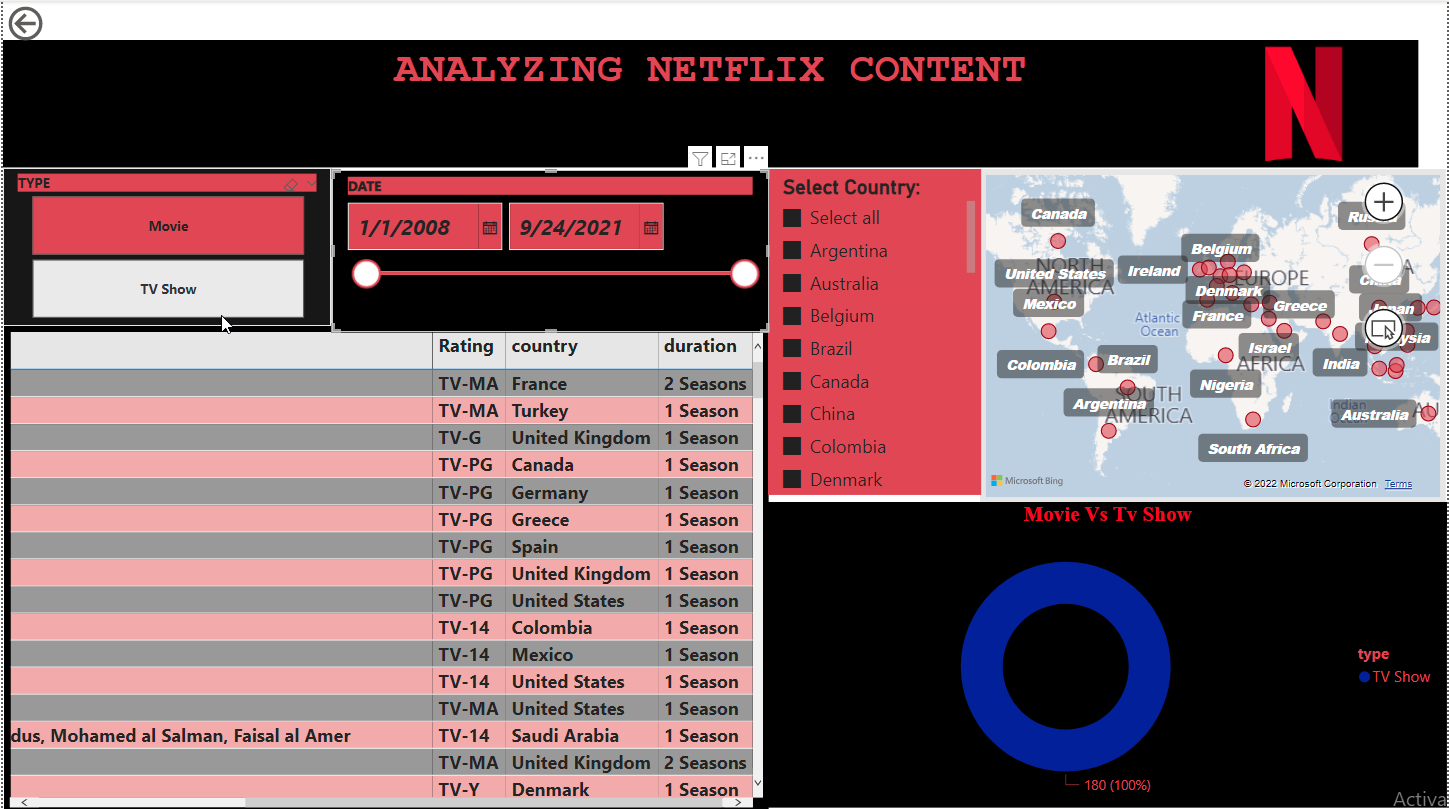 ANALYZING NETFLIX CONTENT
TYPE
Movie
TV Show
DATE
1/1/2008
9/24/2021
Rating country duration
TV-MA France 2 Seasons
TV-MA Turkey 1 Season
TV-G United Kingdom 1 Season
TV-PG Canada 1 Season
TV-PG Germany 1 Season
TV-PG Greece 1 Season
TV-PG Spain 1 Season
TV-PG United Kingdom 1 Season
TV-PG United States 1 Season
TV-14 Colombia 1 Season
TV-14 Mexico 1 Season
TV-14 United States 1 Season
TV-MA United States 1 Season
dus, Mohamed al Salman, Faisal al Amer TV-14 Saudi Arabia 1 Season
TV-MA United Kingdom 2 Seasons
TV-Y Denmark 1 Season
Select Country:
Select all
Argentina
Australia
Belgium
Brazil
Canada
China
Colombia
Denmark
Canada
Belgium
NORTH
AMERICA
United States
Ireland
EUROPE
Mexico
Denmark
Greece
Atlantic
Ocean
France
Japan
Israel
Colombia
Brazil
AFRICA
India
Nigeria
SOUTH
AMERICA
Argentina
Indian
Australia
South Africa
Microsoft Bing
© 2022 Microsoft Corporation Terms
Movie Vs Tv Show
type
TV Show
180 (100%)
Activa